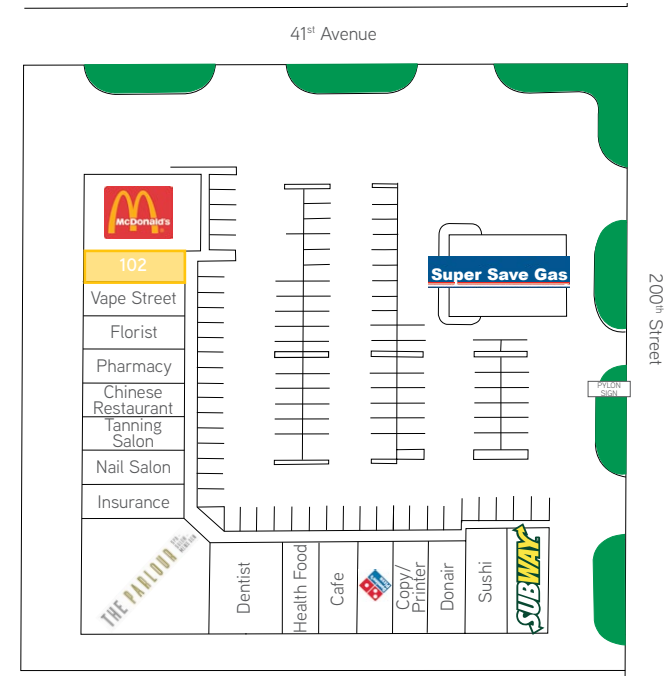 41st Avenue
McDonald's
102
Super Save Gas
Vape Street
200th Street
Florist
Pharmacy
PYLON
SIGN
Chinese
Restaurant
Tanning
Salon
Nail Salon
Insurance
THE PARLOUR
Dentist
Health Food
Cafe
Copy/
Printer
Donair
Sushi
SUBWAY